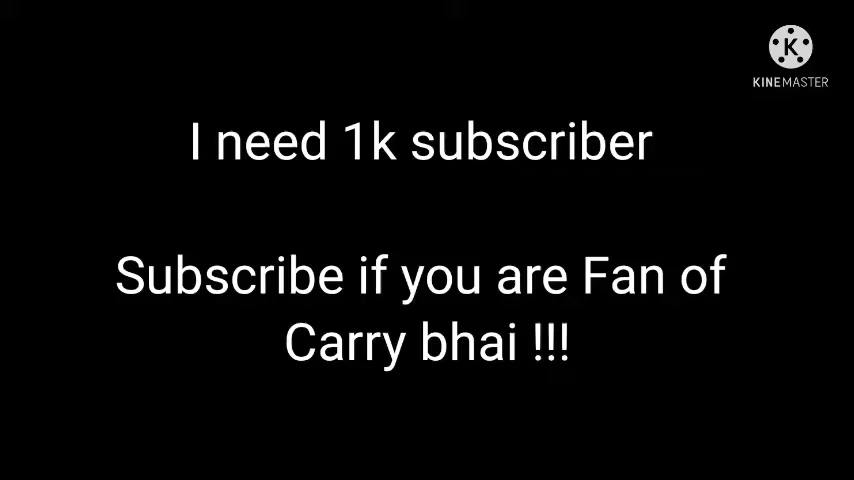 K
KINEMASTER
I need 1k subscriber
Subscribe if you are Fan of
Carry bhai !!!